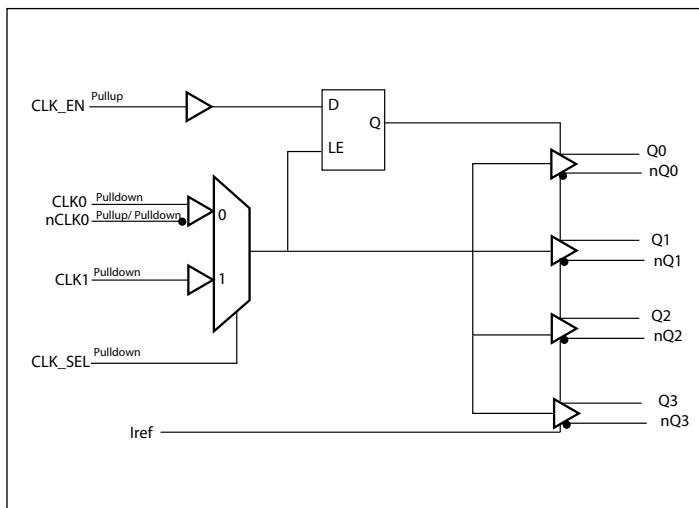 CLK_EN Pullup
D
Q
LE
Q0
nQ0
CLK0 Pulldown
nCLK0 Pullup/ Pulldown
0
Q1
nQ1
CLK1 Pulldown
1
Q2
nQ2
CLK_SEL Pulldown
Q3
nQ3
Iref